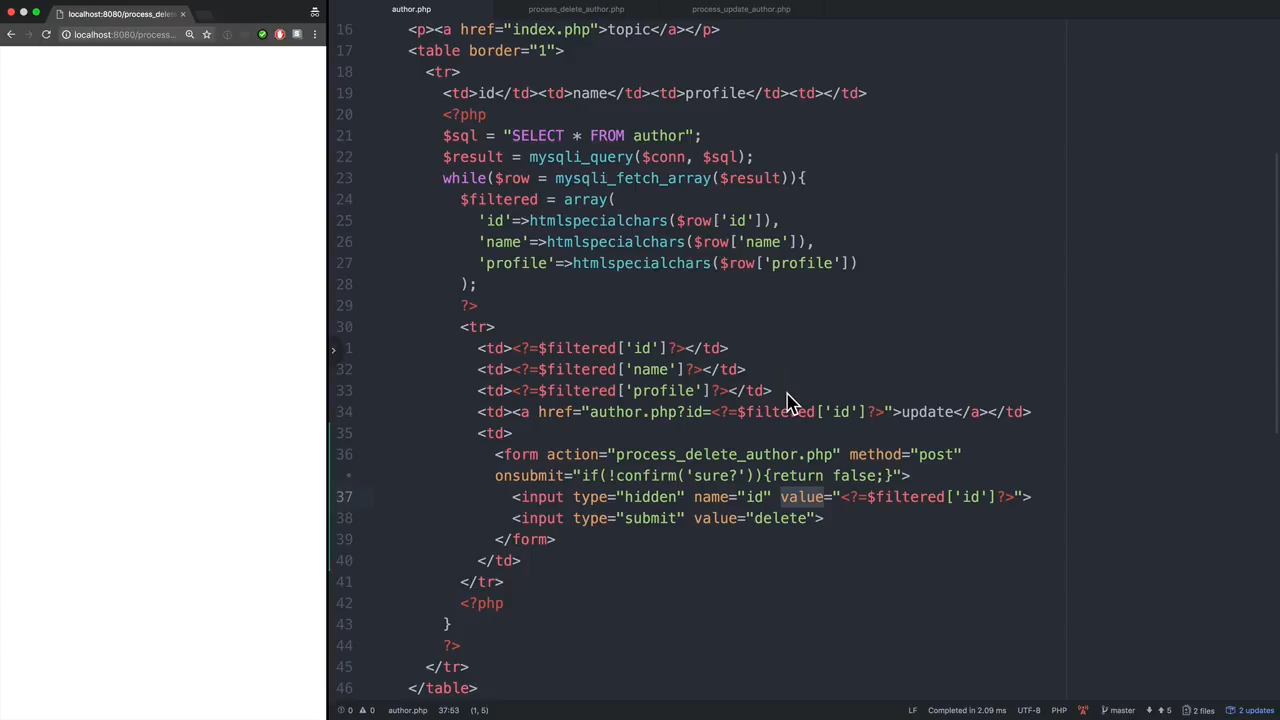 localhost:8080/process_dele
localhost:8080/process...
author.php
process_delete_author.php
process_update_author.php
16 <p><a href="index.php">topic</a></p>
17 <table border="1">
18 <tr>
19 <td>id</td><td>name</td><td>profile</td><td></td>
20 <?php
21 $sql = "SELECT * FROM author";
22 $result = mysqli_query($conn, $sql);
23 while($row = mysqli_fetch_array($result)){
24 $filtered = array(
25 'id'=>htmlspecialchars($row['id']),
26 'name'=>htmlspecialchars($row['name']),
27 'profile'=>htmlspecialchars($row['profile'])
28 );
29 ?>
30 <tr>
1 <td><?=$filtered['id']?></td>
32 <td><?=$filtered['name']?></td>
33 <td><?=$filtered['profile']?></td>
34 <td><a href="author.php?id=<?=$filtered['id']?>">update</a></td>
35 <td>
36 <form action="process_delete_author.php" method="post"
• onsubmit="if(!confirm('sure?')){return false;}">
37 <input type="hidden" name="id" value="<?=$filtered['id']?>">
38 <input type="submit" value="delete">
39 </form>
40 </td>
41 </tr>
42 <?php
43 }
44 ?>
45 </tr>
46 </table>
0 0 author.php 37:53 (1, 5) LF Completed in 2.09 ms UTF-8 PHP master 5 2 files 2 updates